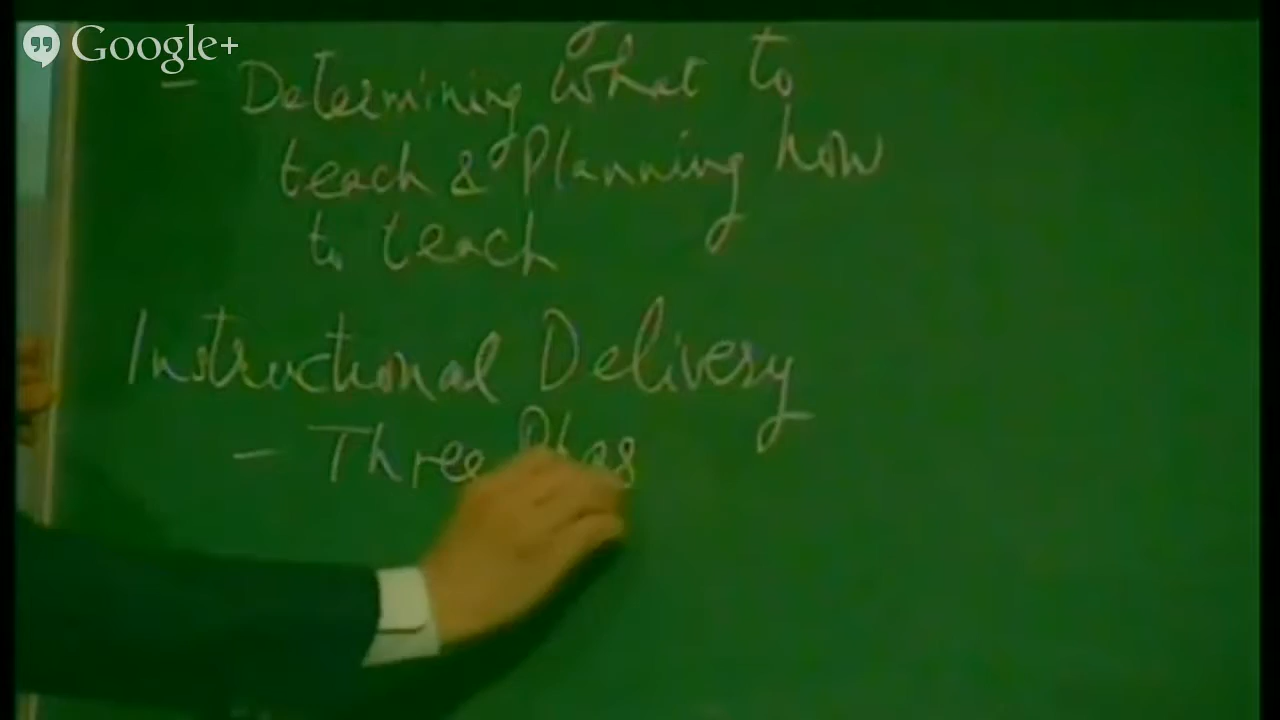 Google+
- Determining what to
teach & Planning how
to teach
Instructional Delivery
- Three Phas